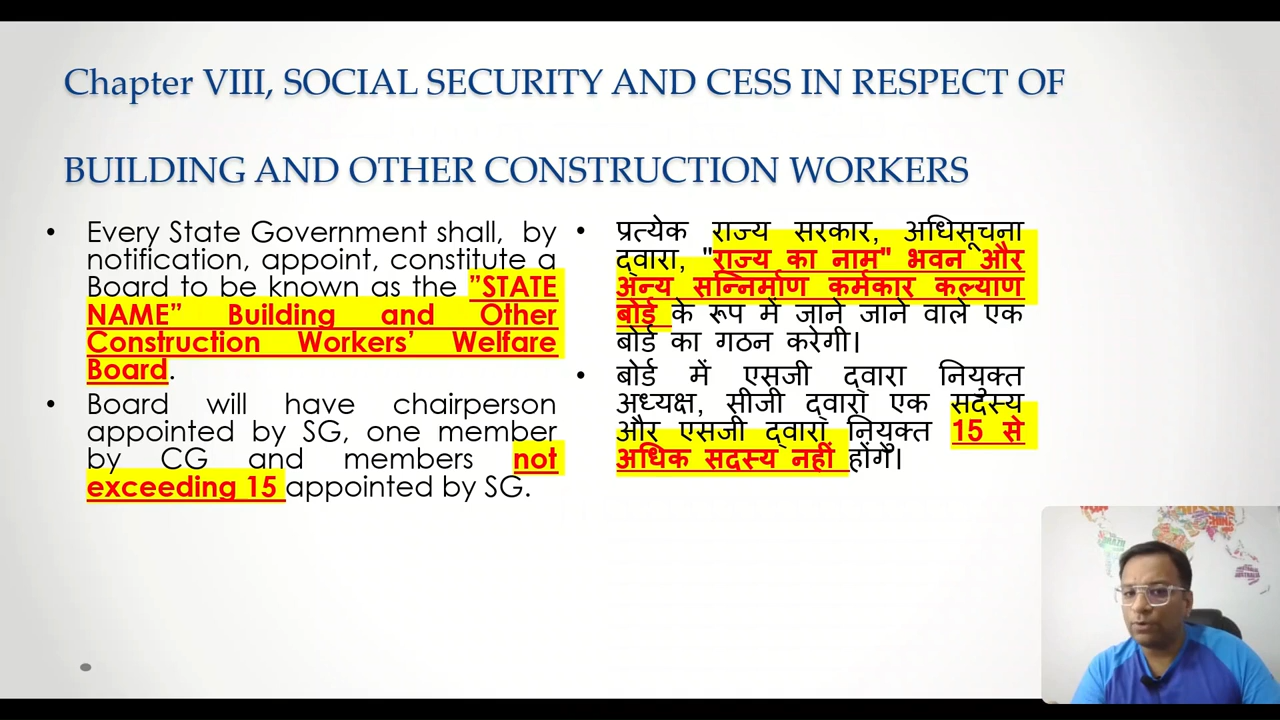 Chapter VIII, SOCIAL SECURITY AND CESS IN RESPECT OF
BUILDING AND OTHER CONSTRUCTION WORKERS
• Every State Government shall, by
notification, appoint, constitute a
Board to be known as the ”STATE
NAME” Building and Other
Construction Workers’ Welfare
Board.
• Board will have chairperson
appointed by SG, one member
by CG and members not
exceeding 15 appointed by SG.
• प्रत्येक राज्य सरकार, अधिसूचना
द्वारा, "राज्य का नाम" भवन और
अन्य सन्निर्माण कर्मकार कल्याण
बोर्ड के रूप में जाने जाने वाले एक
बोर्ड का गठन करेगी।
• बोर्ड में एसजी द्वारा नियुक्त
अध्यक्ष, सीजी द्वारा एक सदस्य
और एसजी द्वारा नियुक्त 15 से
अधिक सदस्य नहीं होंगे।
CHINA
AUSTRALIA